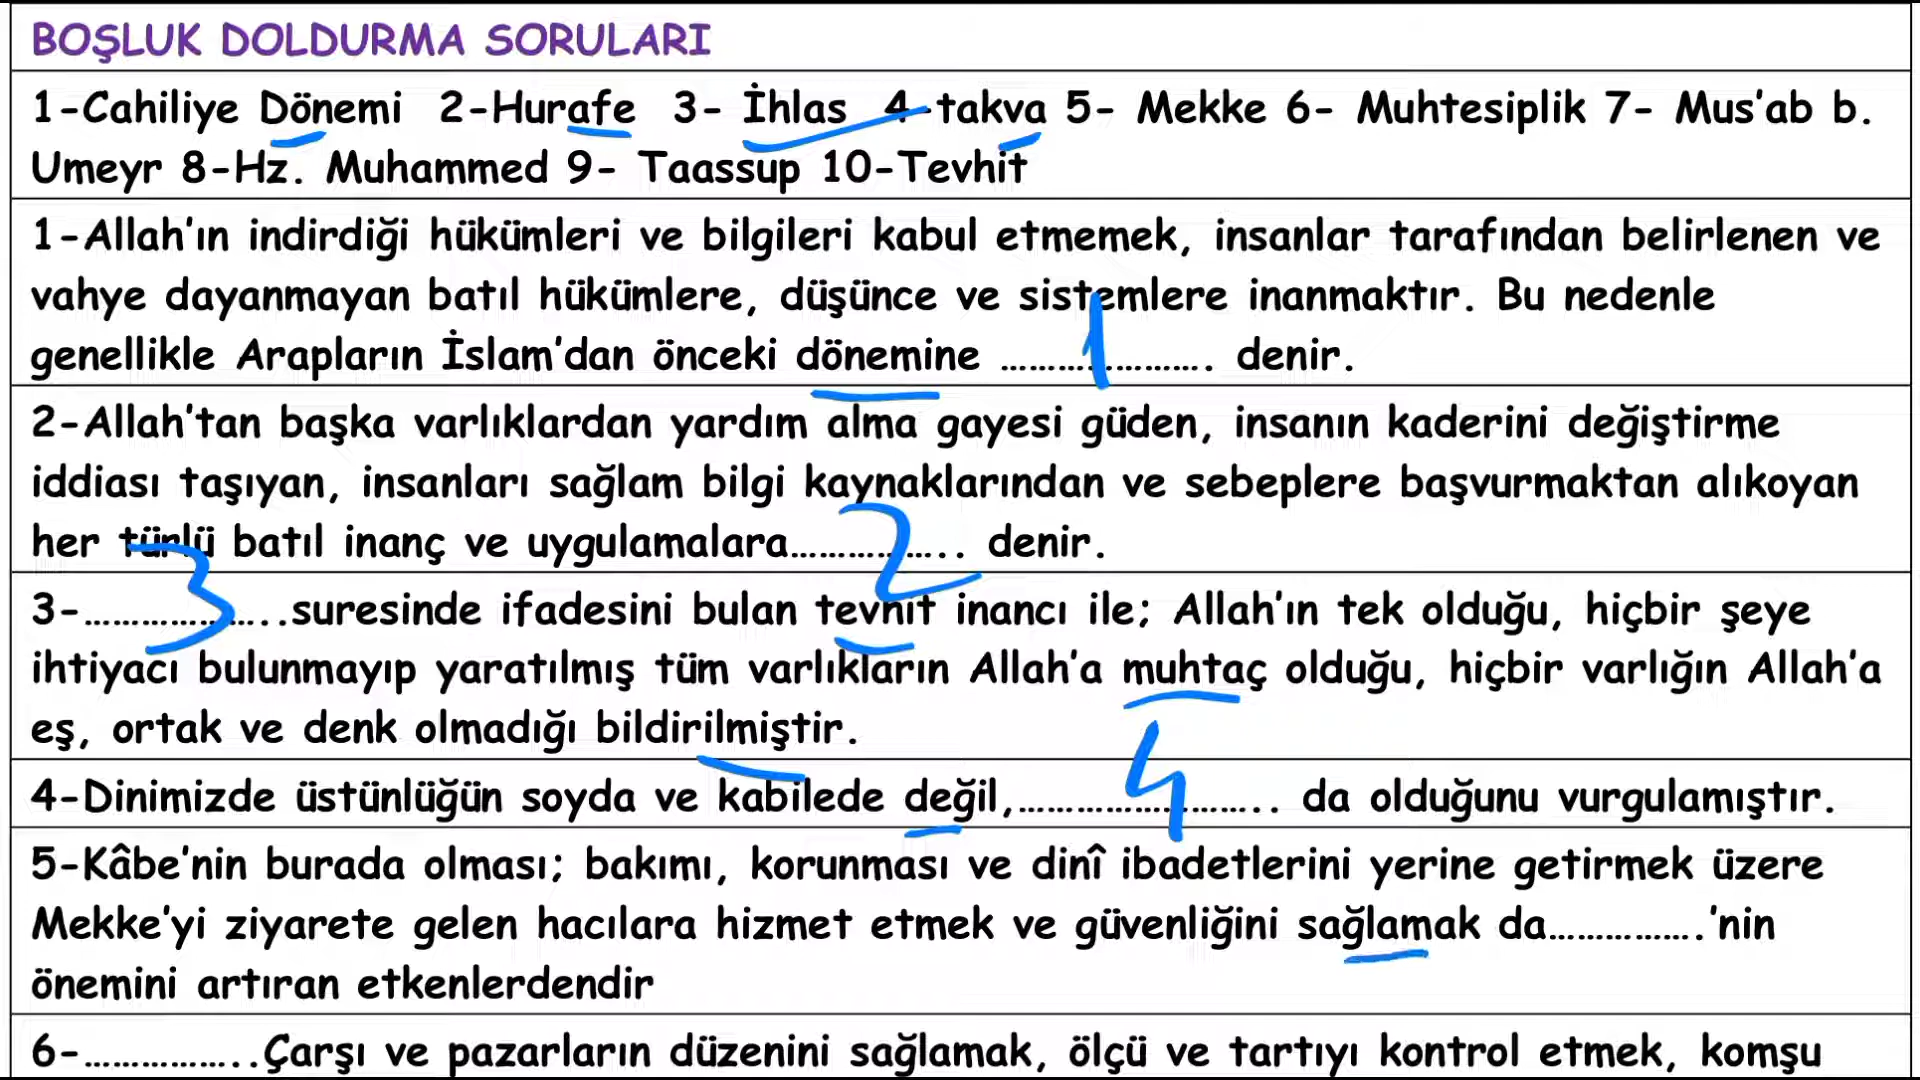 BOŞLUK DOLDURMA SORULARI
1-Cahiliye Dönemi 2-Hurafe 3- İhlas 4-takva 5- Mekke 6- Muhtesiplik 7- Mus'ab b.
Umeyr 8-Hz. Muhammed 9- Taassup 10-Tevhit
1-Allah'ın indirdiği hükümleri ve bilgileri kabul etmemek, insanlar tarafından belirlenen ve
vahye dayanmayan batıl hükümlere, düşünce ve sistemlere inanmaktır. Bu nedenle
genellikle Arapların İslam'dan önceki dönemine …………………. denir. 1
2-Allah'tan başka varlıklardan yardım alma gayesi güden, insanın kaderini değiştirme
iddiası taşıyan, insanları sağlam bilgi kaynaklarından ve sebeplere başvurmaktan alıkoyan
her türlü batıl inanç ve uygulamalara…………….. denir. 2
3-………………..suresinde ifadesini bulan tevhit inancı ile; Allah'ın tek olduğu, hiçbir şeye 3
ihtiyacı bulunmayıp yaratılmış tüm varlıkların Allah'a muhtaç olduğu, hiçbir varlığın Allah'a
eş, ortak ve denk olmadığı bildirilmiştir.
4-Dinimizde üstünlüğün soyda ve kabilede değil,…………………….. da olduğunu vurgulamıştır. 4
5-Kâbe'nin burada olması; bakımı, korunması ve dinî ibadetlerini yerine getirmek üzere
Mekke'yi ziyarete gelen hacılara hizmet etmek ve güvenliğini sağlamak da…………….'nin
önemini artıran etkenlerdendir
6-……………..Çarşı ve pazarların düzenini sağlamak, ölçü ve tartıyı kontrol etmek, komşu